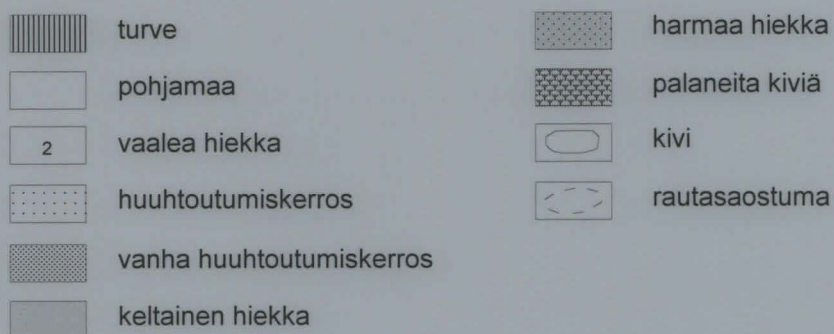 turve
pohjamaa
2 vaalea hiekka
huuhtoutumiskerros
vanha huuhtoutumiskerros
keltainen hiekka
harmaa hiekka
palaneita kiviä
kivi
rautasaostuma